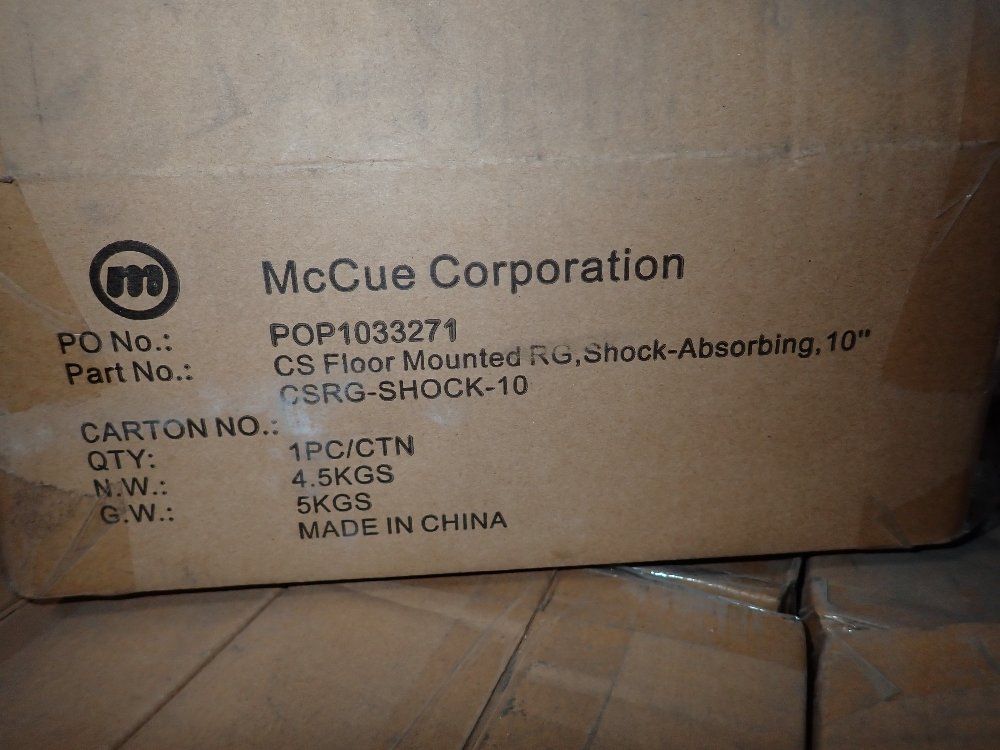 m
McCue Corporation
PO No.: POP1033271
Part No.: CS Floor Mounted RG,Shock-Absorbing,10"
CSRG-SHOCK-10
CARTON NO.:
QTY: 1PC/CTN
N.W.: 4.5KGS
G.W.: 5KGS
MADE IN CHINA